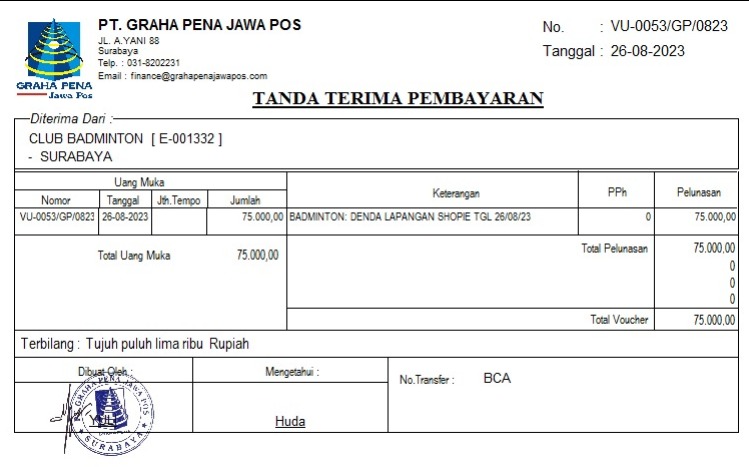 PT. GRAHA PENA JAWA POS
JL. A.YANI 88
Surabaya
Telp. : 031-8202231
Email : finance@grahapenajawapos.com
GRAHA PENA
Jawa Pos
No. : VU-0053/GP/0823
Tanggal : 26-08-2023
TANDA TERIMA PEMBAYARAN
Diterima Dari :
CLUB BADMINTON [ E-001332 ]
- SURABAYA
Uang Muka Keterangan PPh Pelunasan
Nomor Tanggal Jth.Tempo Jumlah
VU-0053/GP/0823 26-08-2023 75.000,00 BADMINTON: DENDA LAPANGAN SHOPIE TGL 26/08/23 0 75.000,00
Total Uang Muka 75.000,00 Total Pelunasan 75.000,00
0
0
0
Total Voucher 75.000,00
Terbilang : Tujuh puluh lima ribu Rupiah
Dibuat Oleh : Mengetahui : No.Transfer : BCA
GRAHA PENA JAWA POS
SURABAYA
Huda